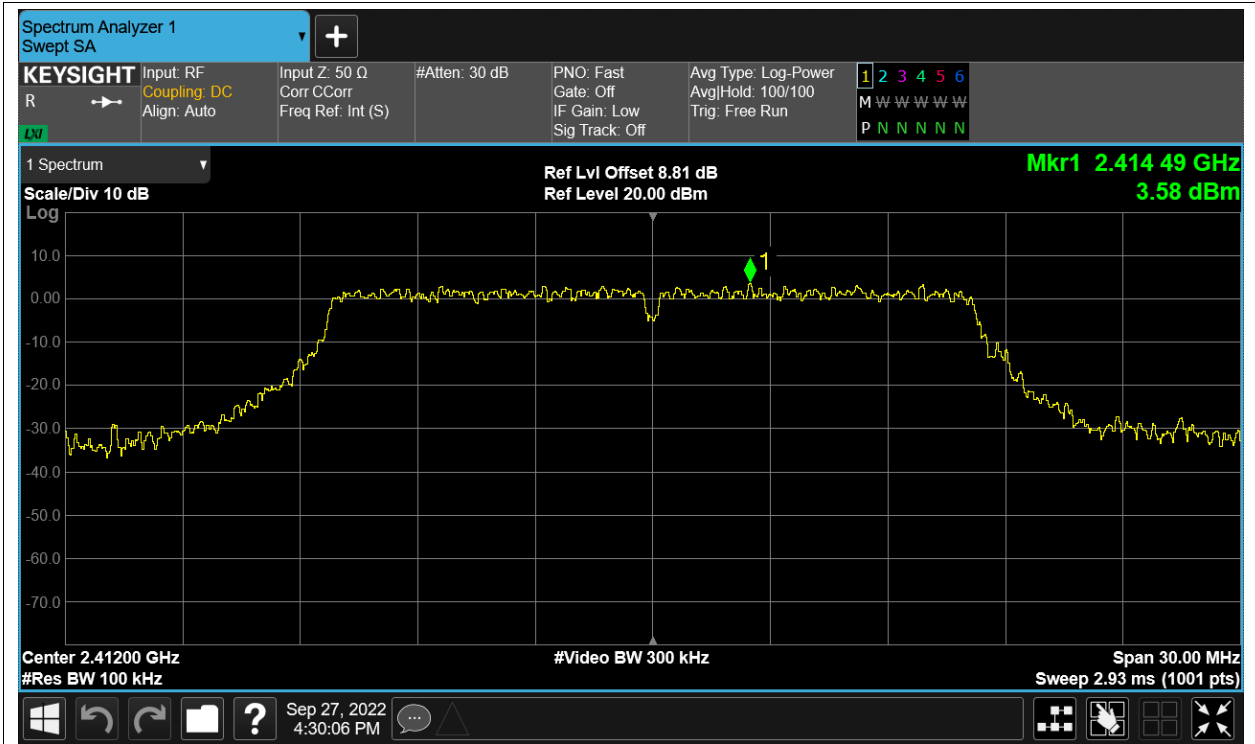 Spectrum Analyzer 1
Swept SA
KEYSIGHT
R
LXI
Input: RF
Coupling: DC
Align: Auto
Input Z: 50 Ω
Corr CCorr
Freq Ref: Int (S)
#Atten: 30 dB
PNO: Fast
Gate: Off
IF Gain: Low
Sig Track: Off
Avg Type: Log-Power
Avg|Hold: 100/100
Trig: Free Run
1 2 3 4 5 6
M W W W W W
P N N N N N
1 Spectrum
Scale/Div 10 dB
Log
Ref Lvl Offset 8.81 dB
Ref Level 20.00 dBm
Mkr1 2.414 49 GHz
3.58 dBm
1
10.0
0.00
-10.0
-20.0
-30.0
-40.0
-50.0
-60.0
-70.0
Center 2.41200 GHz
#Res BW 100 kHz
#Video BW 300 kHz
Span 30.00 MHz
Sweep 2.93 ms (1001 pts)
?
Sep 27, 2022
4:30:06 PM